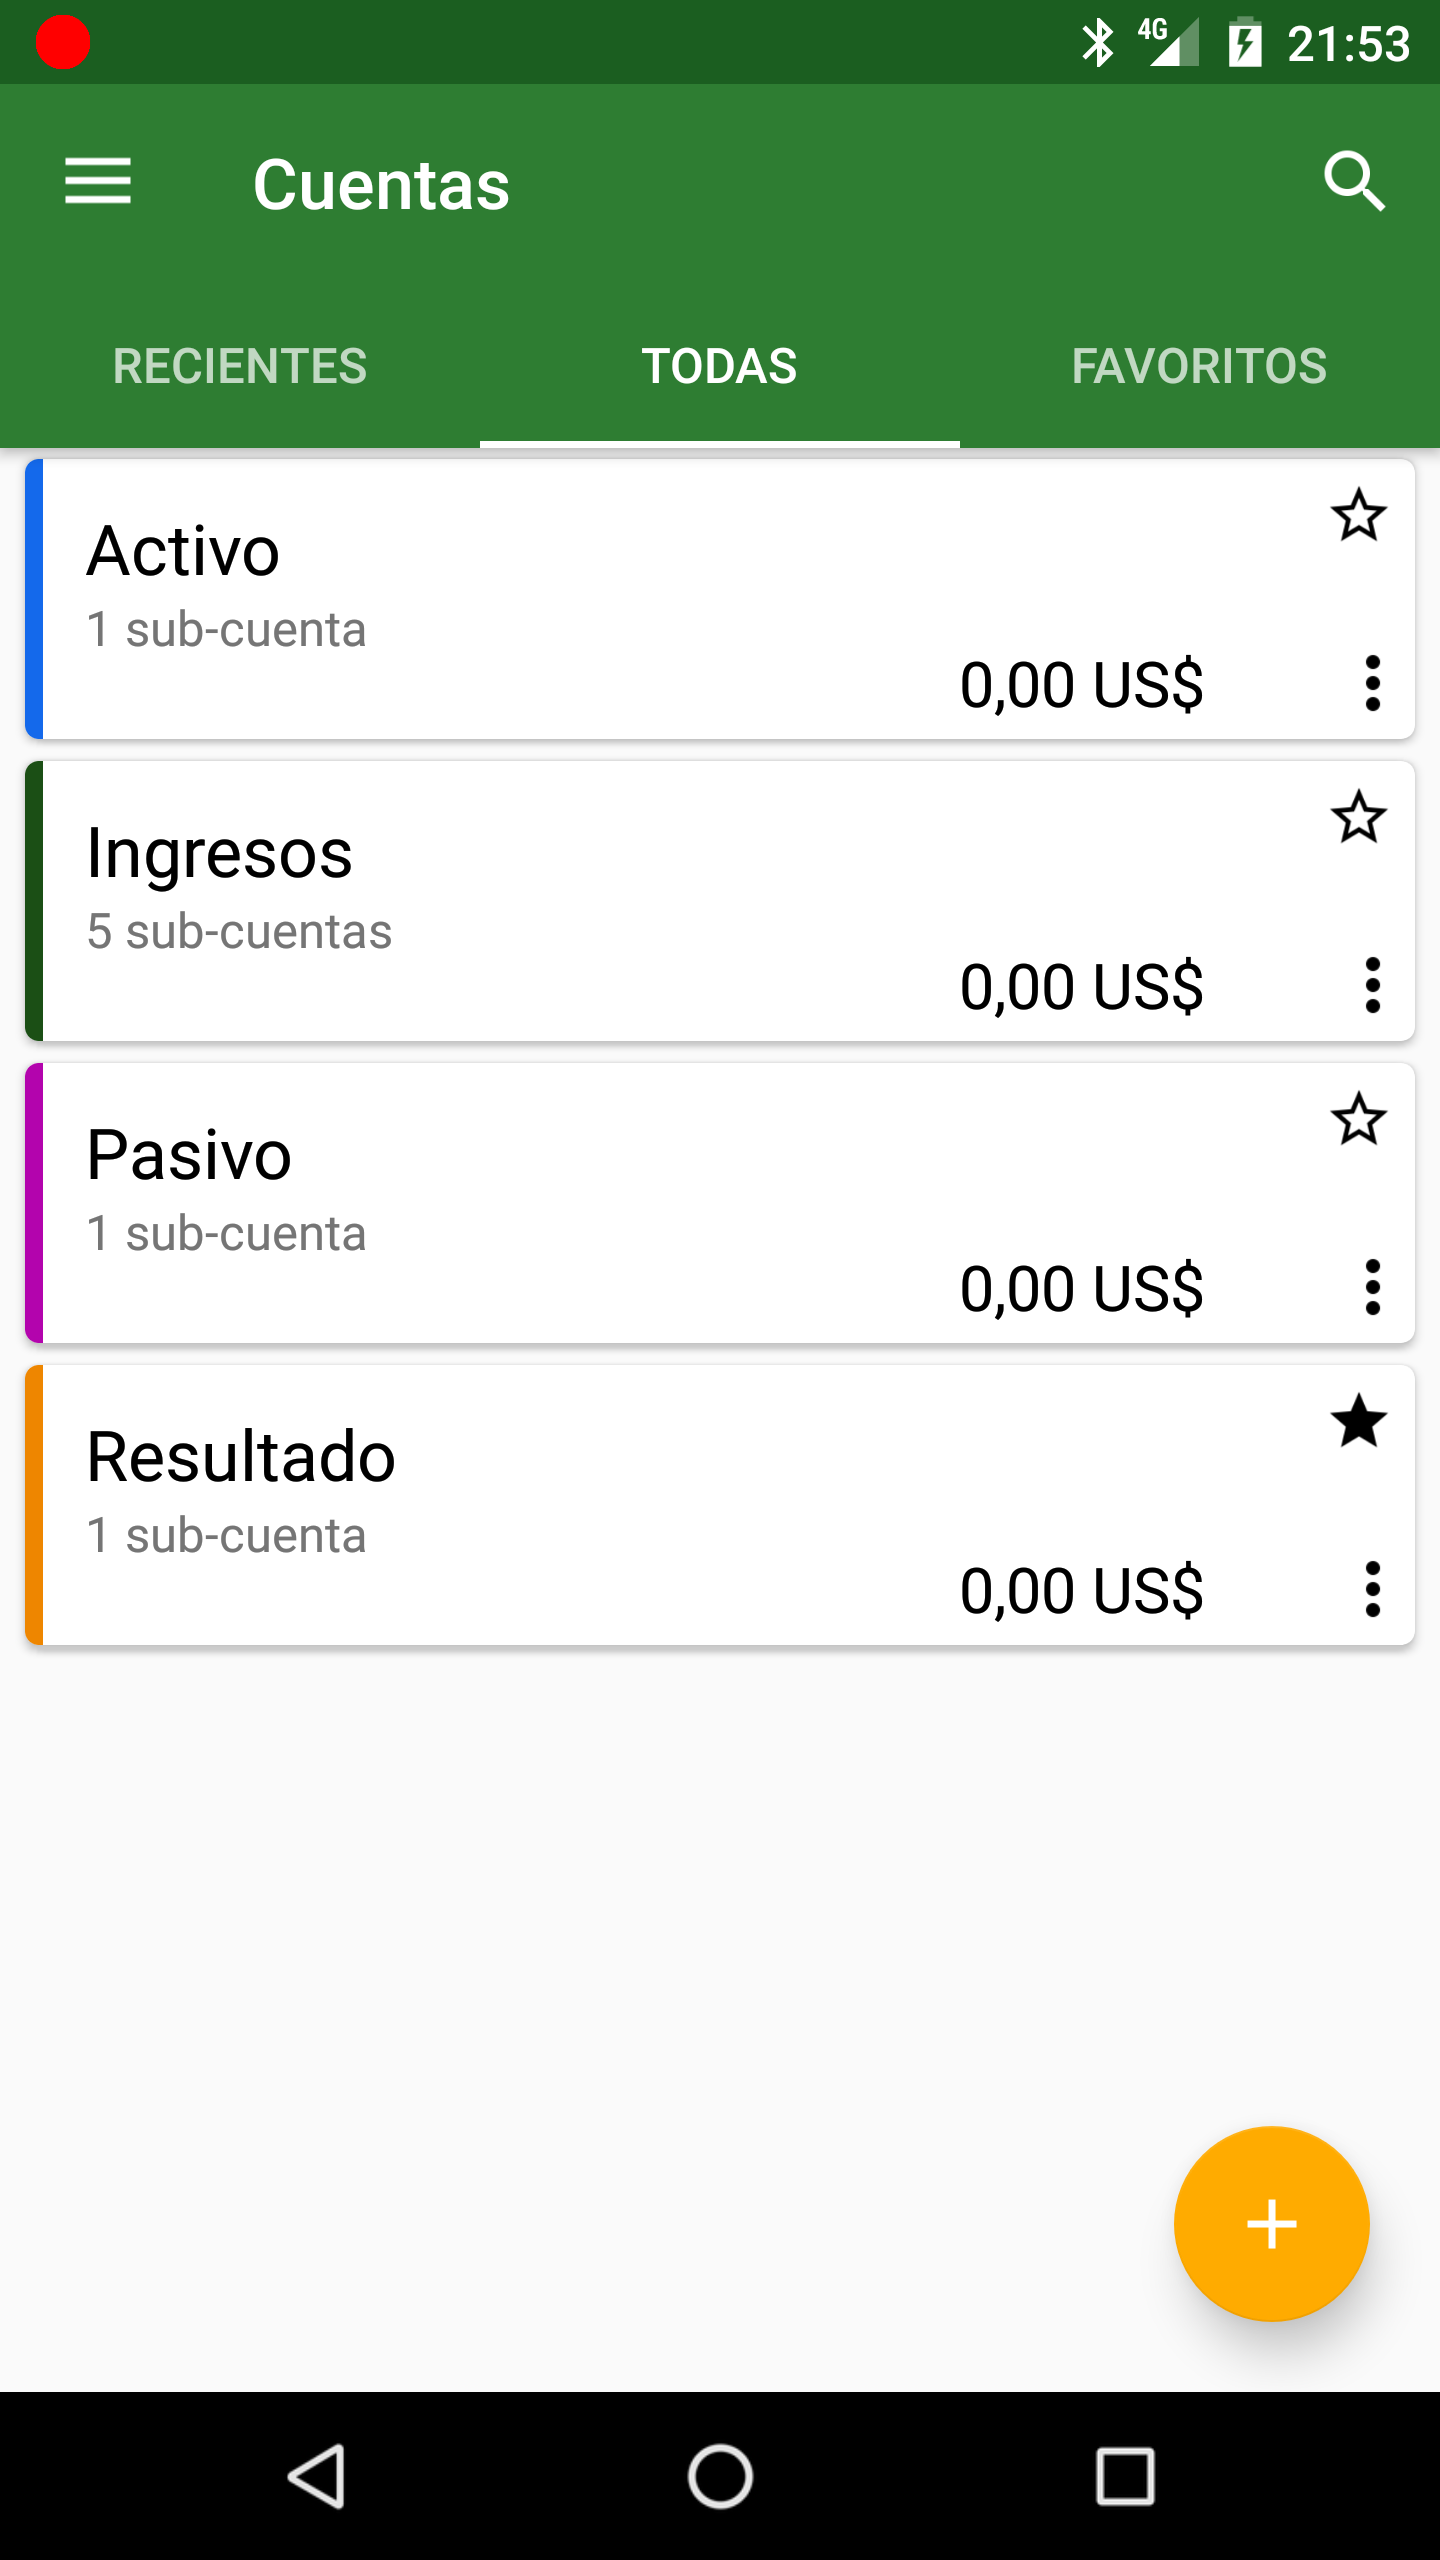 4G 21:53
Cuentas
RECIENTES TODAS FAVORITOS
Activo
1 sub-cuenta
0,00 US$
Ingresos
5 sub-cuentas
0,00 US$
Pasivo
1 sub-cuenta
0,00 US$
Resultado
1 sub-cuenta
0,00 US$